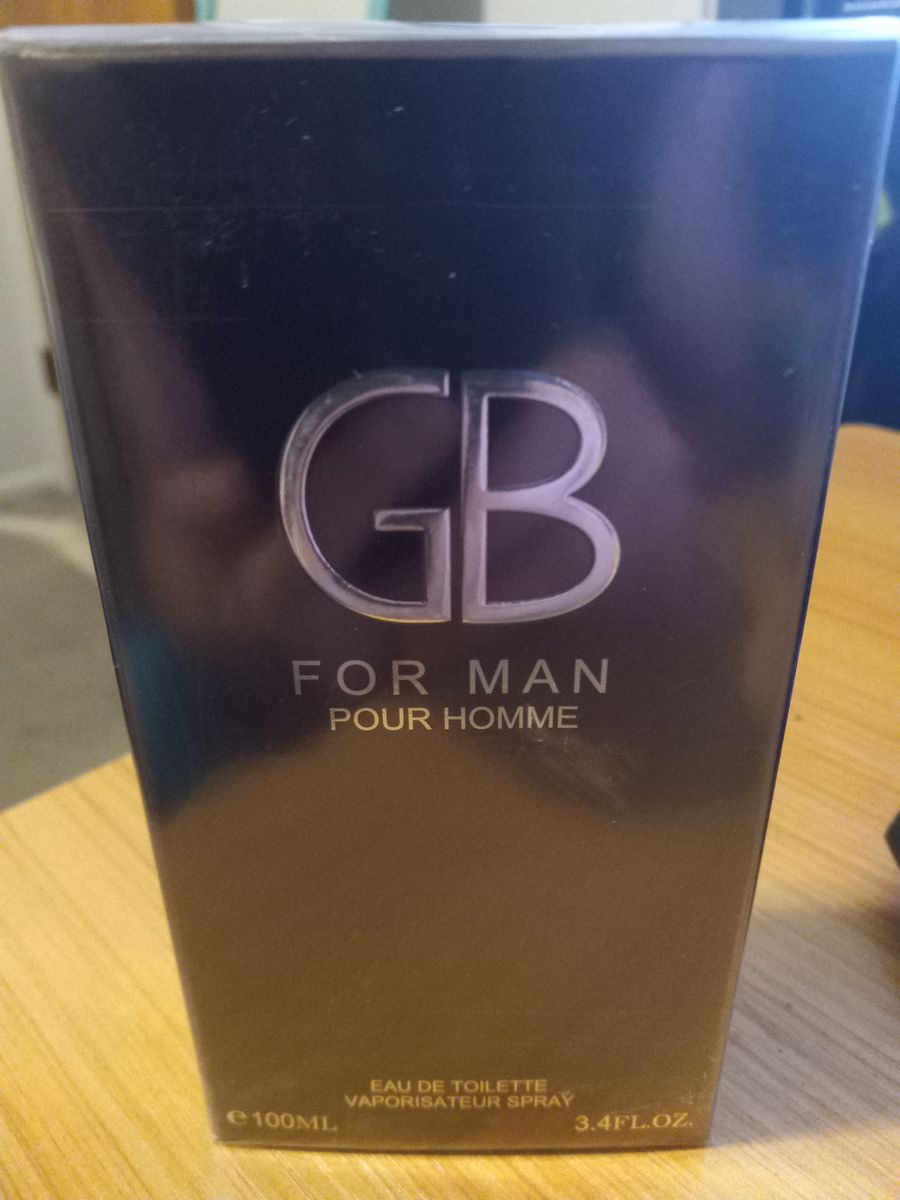 GB
FOR MAN
POUR HOMME
EAU DE TOILETTE
VAPORISATEUR SPRAY
e 100ML 3.4FL.OZ.